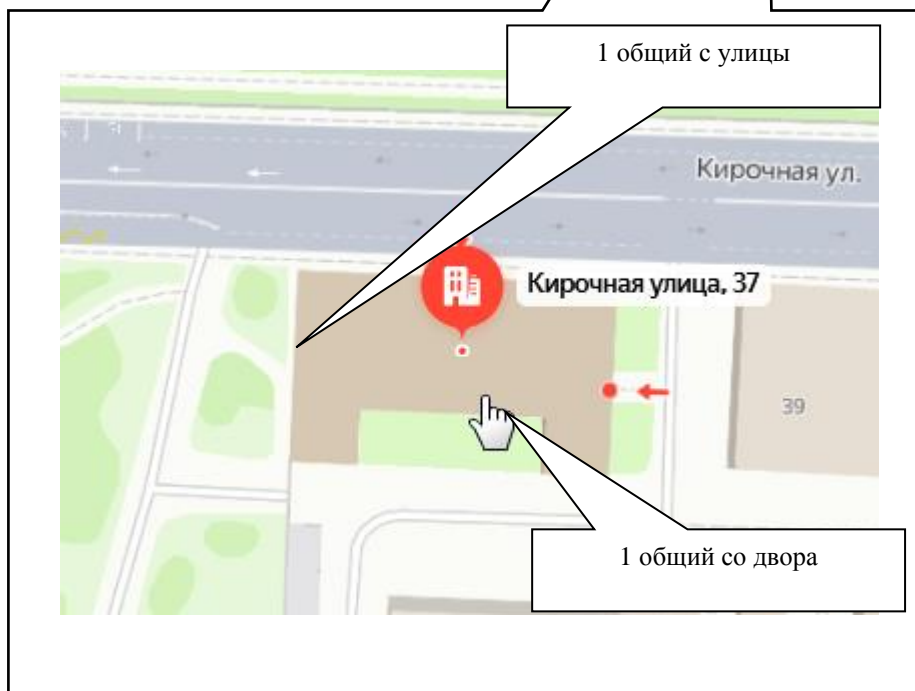 1 общий с улицы
Кирочная ул.
Кирочная улица, 37
39
1 общий со двора